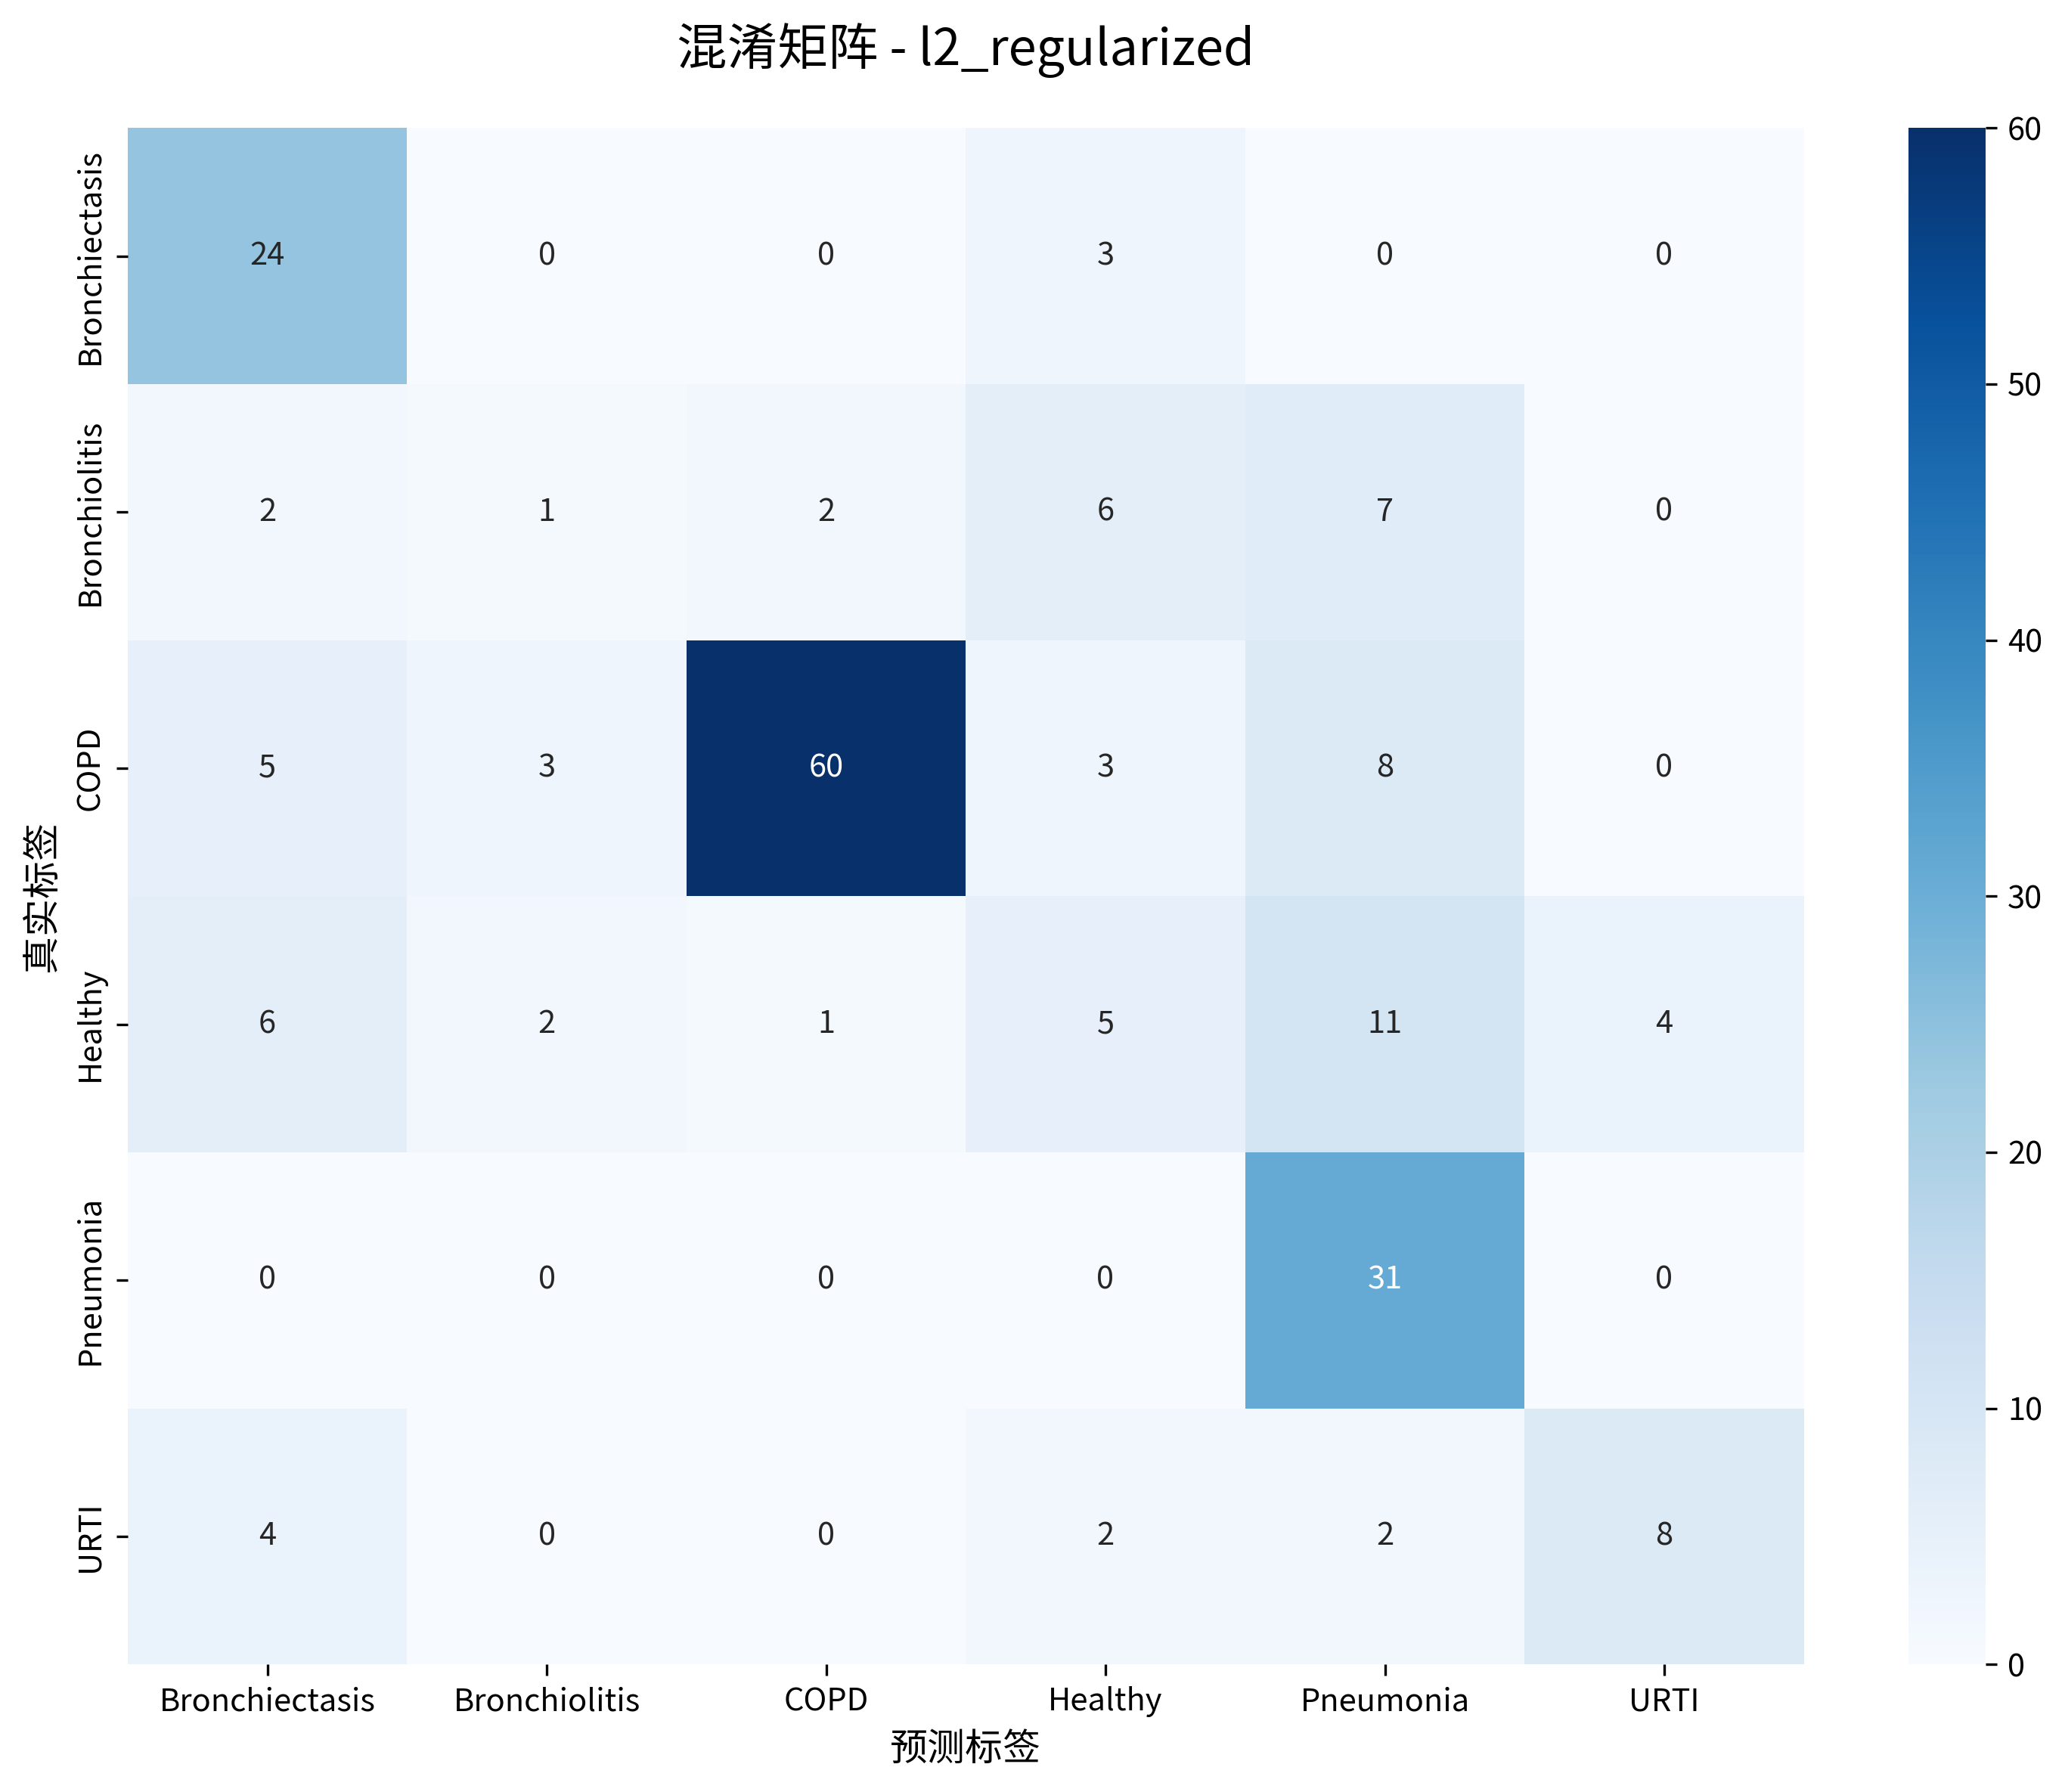 混淆矩阵 - l2_regularized
真实标签
Bronchiectasis
24 0 0 3 0 0
Bronchiolitis
2 1 2 6 7 0
COPD
5 3 60 3 8 0
Healthy
6 2 1 5 11 4
Pneumonia
0 0 0 0 31 0
URTI
4 0 0 2 2 8
Bronchiectasis Bronchiolitis COPD Healthy Pneumonia URTI
预测标签
60
50
40
30
20
10
0